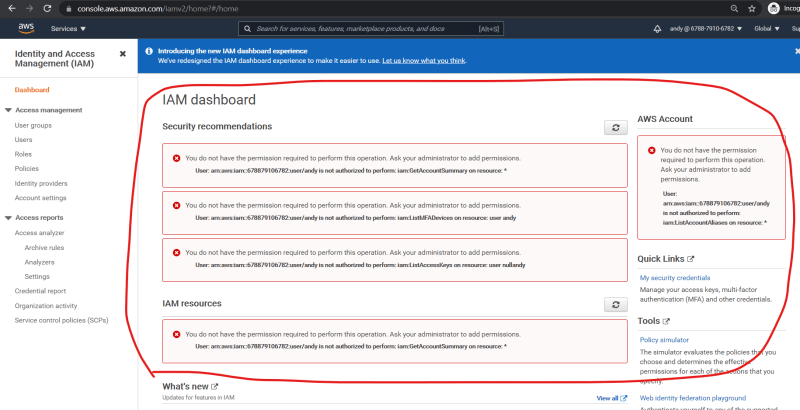 console.aws.amazon.com/iamv2/home?#/home
Incog
aws
Services
Search for services, features, marketplace products, and docs
[Alt+S]
andy @ 6788-7910-6782
Global
Sup
Identity and Access
Management (IAM)
Introducing the new IAM dashboard experience
We've redesigned the IAM dashboard experience to make it easier to use. Let us know what you think.
Dashboard
Access management
User groups
Users
Roles
Policies
Identity providers
Account settings
Access reports
Access analyzer
Archive rules
Analyzers
Settings
Credential report
Organization activity
Service control policies (SCPs)
IAM dashboard
Security recommendations
You do not have the permission required to perform this operation. Ask your administrator to add permissions.
User: arn:aws:iam::678879106782:user/andy is not authorized to perform: iam:GetAccountSummary on resource: *
You do not have the permission required to perform this operation. Ask your administrator to add permissions.
User: arn:aws:iam::678879106782:user/andy is not authorized to perform: iam:ListMFADevices on resource: user andy
You do not have the permission required to perform this operation. Ask your administrator to add permissions.
User: arn:aws:iam::678879106782:user/andy is not authorized to perform: iam:ListAccessKeys on resource: user nullandy
IAM resources
You do not have the permission required to perform this operation. Ask your administrator to add permissions.
User: arn:aws:iam::678879106782:user/andy is not authorized to perform: iam:GetAccountSummary on resource: *
What's new
View all
Updates for features in IAM
AWS Account
You do not have the permission
required to perform this operation.
Ask your administrator to add
permissions.
User:
arn:aws:iam::678879106782:user/andy
is not authorized to perform:
iam:ListAccountAliases on resource: *
Quick Links
My security credentials
Manage your access keys, multi-factor
authentication (MFA) and other credentials.
Tools
Policy simulator
The simulator evaluates the policies that you
choose and determines the effective
permissions for each of the actions that you
specify.
Web identity federation playground
Authenticate yourself to any of the supported